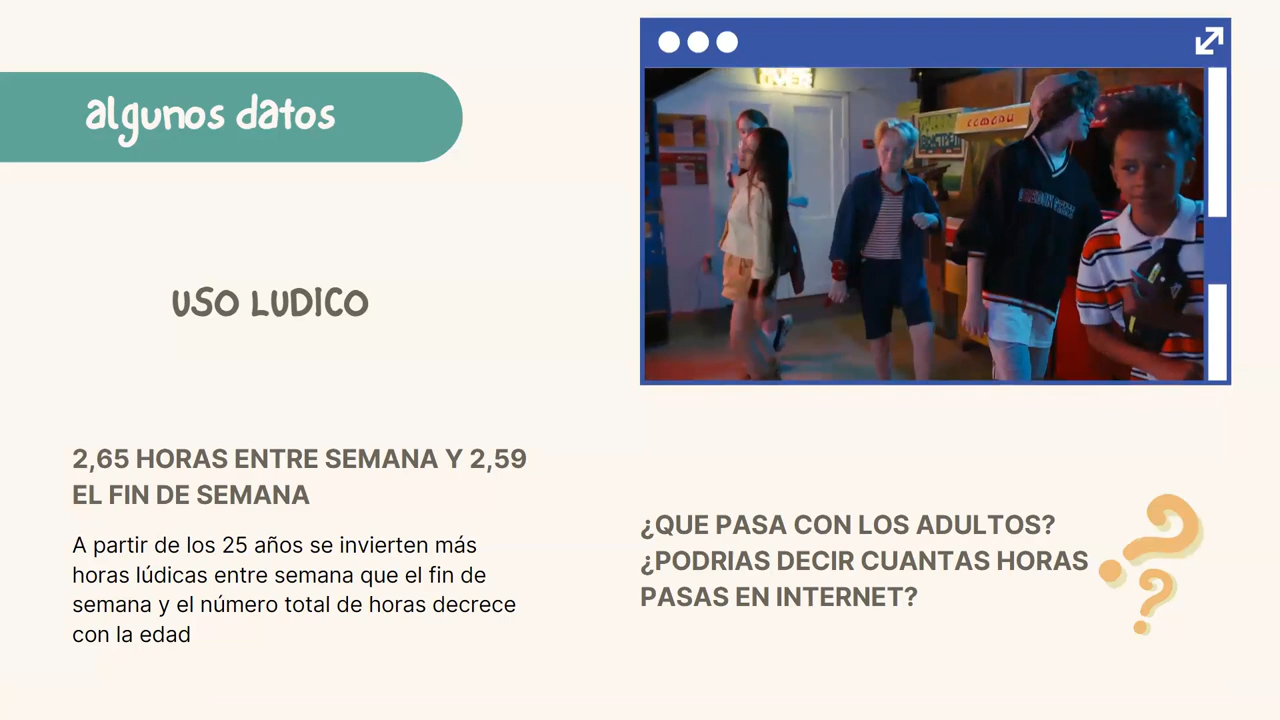 algunos datos
USO LUDICO
2,65 HORAS ENTRE SEMANA Y 2,59
EL FIN DE SEMANA
A partir de los 25 años se invierten más
horas lúdicas entre semana que el fin de
semana y el número total de horas decrece
con la edad
¿QUE PASA CON LOS ADULTOS?
¿PODRIAS DECIR CUANTAS HORAS
PASAS EN INTERNET?